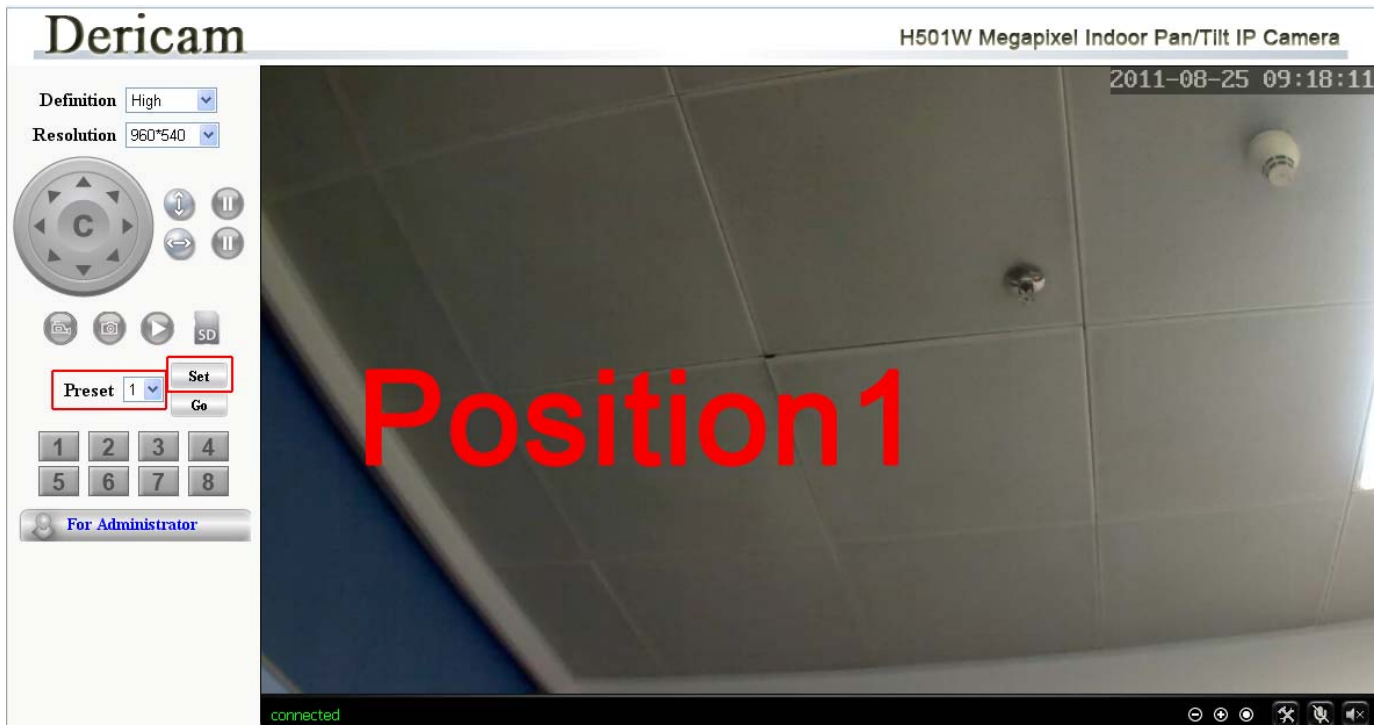 Dericam
H501W Megapixel Indoor Pan/Tilt IP Camera
2011-08-25 09:18:11
Definition High
Resolution 960*540
C
SD
Preset 1 Set
Go
Position1
1 2 3 4
5 6 7 8
For Administrator
connected